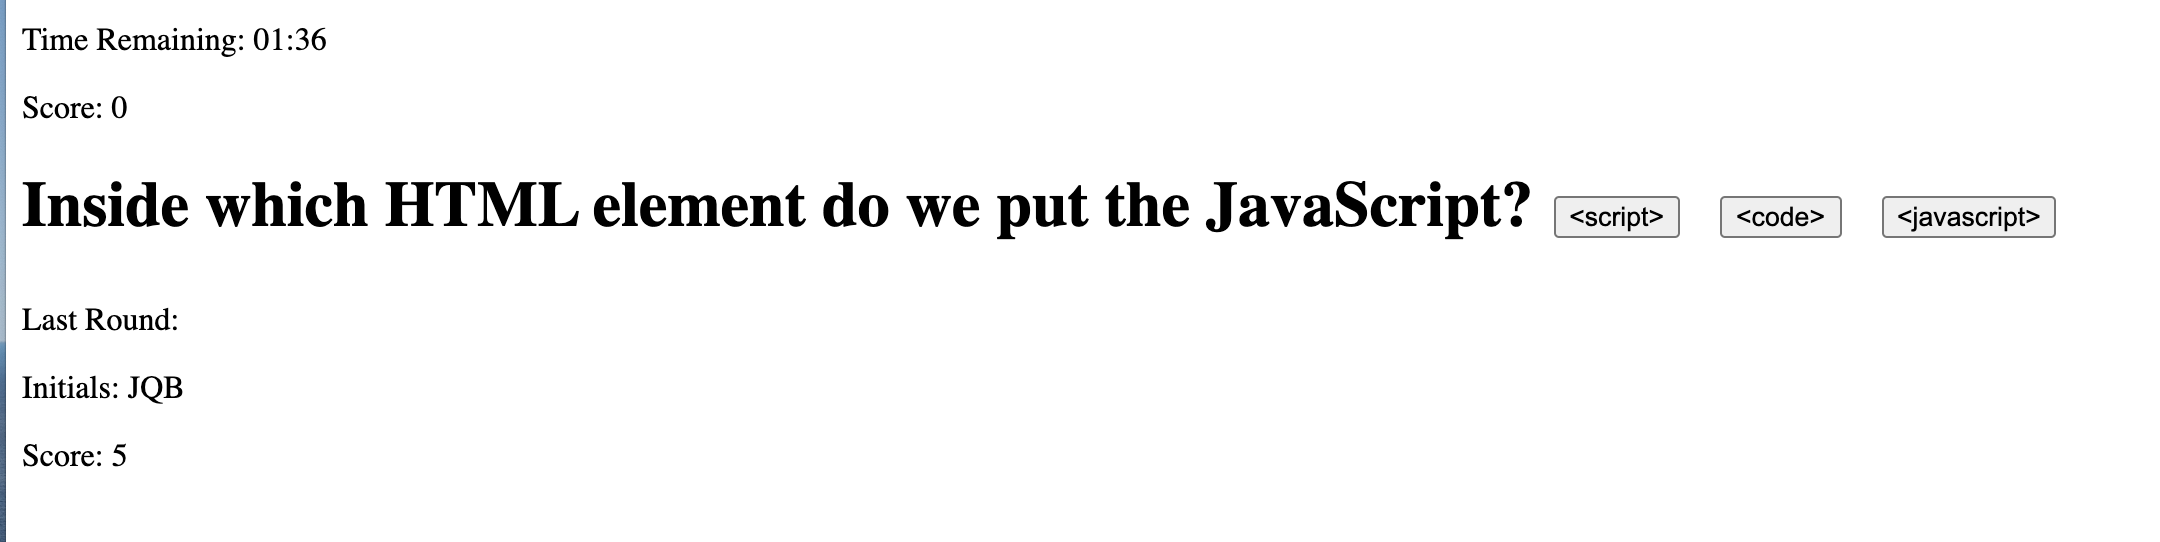 Time Remaining: 01:36
Score: 0
Inside which HTML element do we put the JavaScript? <script> <code> <javascript>
Last Round:
Initials: JQB
Score: 5